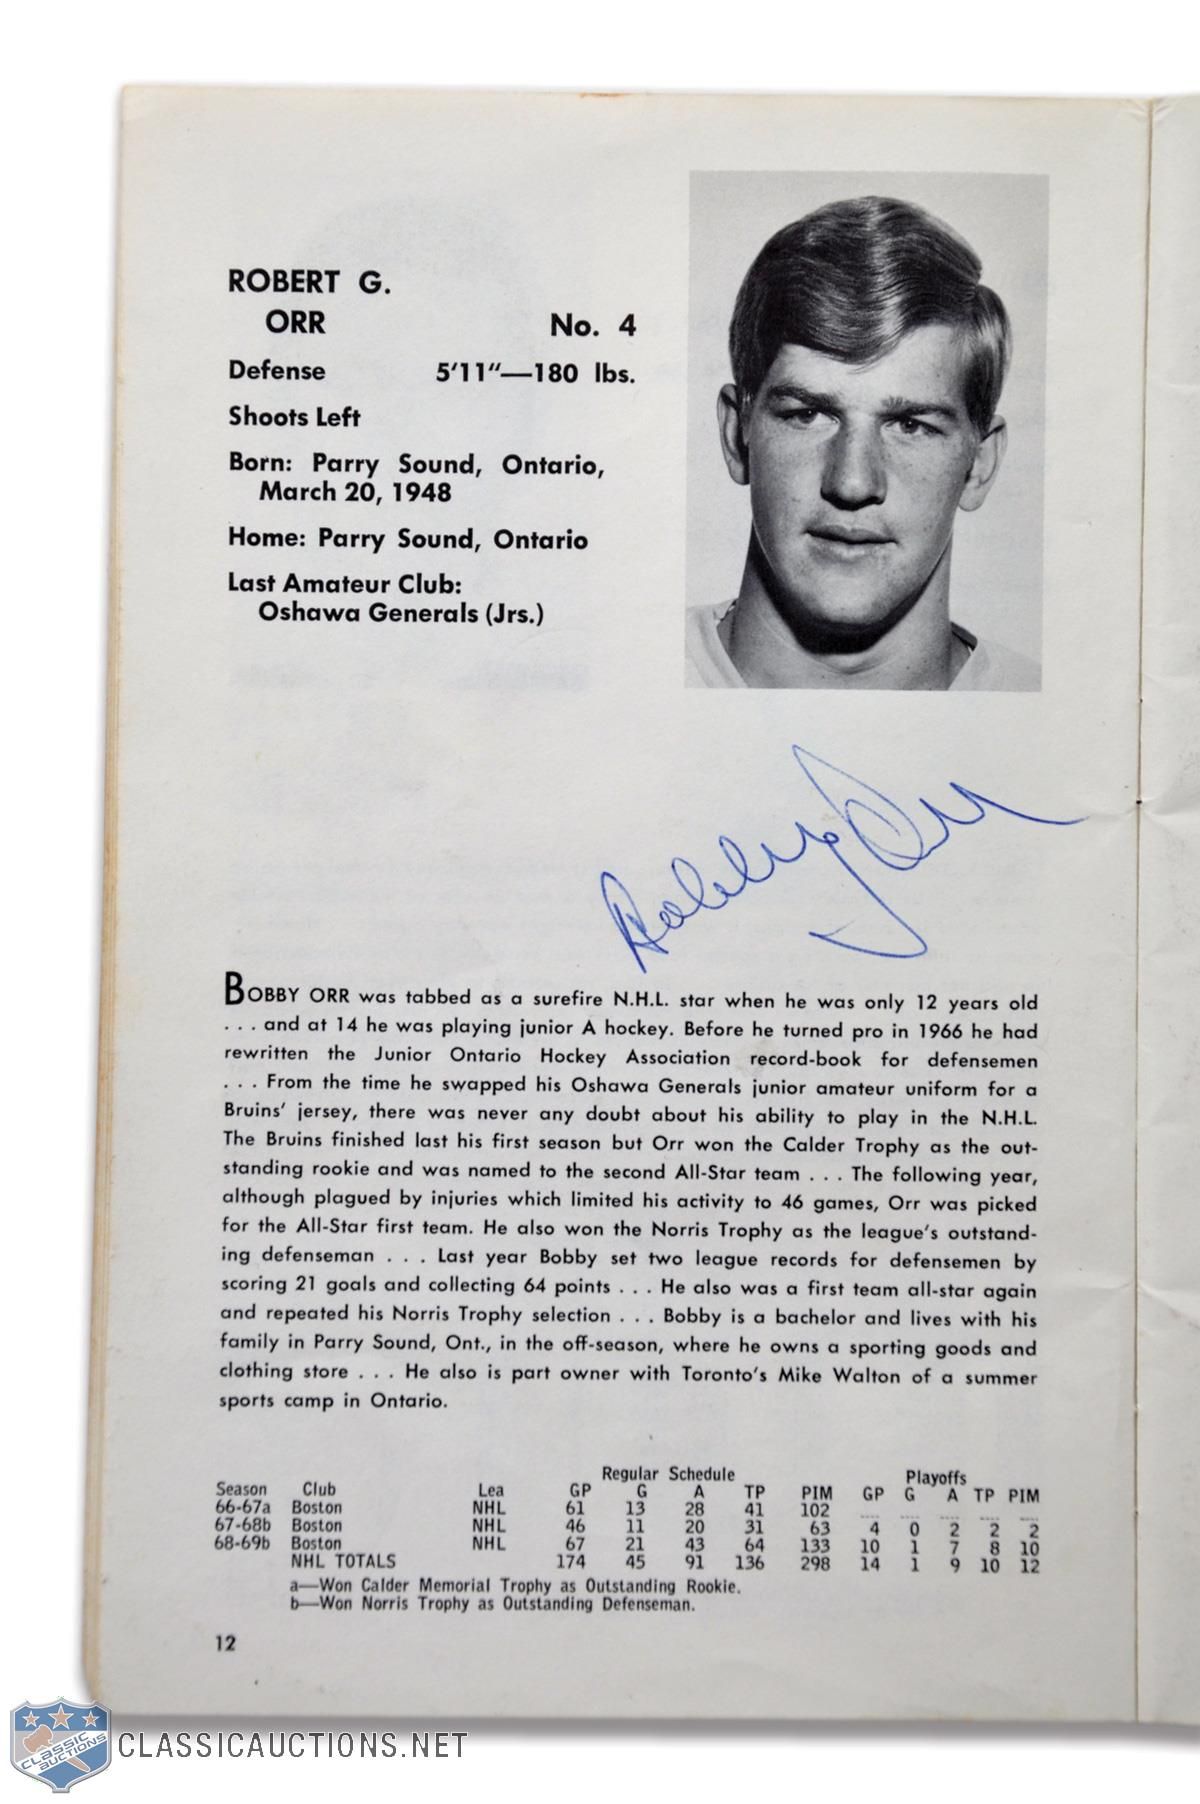 ROBERT G.
ORR No. 4
Defense 5'11"—180 lbs.
Shoots Left
Born: Parry Sound, Ontario,
March 20, 1948
Home: Parry Sound, Ontario
Last Amateur Club:
Oshawa Generals (Jrs.)
Bobby Orr
BOBBY ORR was tabbed as a surefire N.H.L. star when he was only 12 years old
. . . and at 14 he was playing junior A hockey. Before he turned pro in 1966 he had
rewritten the Junior Ontario Hockey Association record-book for defensemen
. . . From the time he swapped his Oshawa Generals junior amateur uniform for a
Bruins' jersey, there was never any doubt about his ability to play in the N.H.L.
The Bruins finished last his first season but Orr won the Calder Trophy as the out-
standing rookie and was named to the second All-Star team . . . The following year,
although plagued by injuries which limited his activity to 46 games, Orr was picked
for the All-Star first team. He also won the Norris Trophy as the league's outstand-
ing defenseman . . . Last year Bobby set two league records for defensemen by
scoring 21 goals and collecting 64 points . . . He also was a first team all-star again
and repeated his Norris Trophy selection . . . Bobby is a bachelor and lives with his
family in Parry Sound, Ont., in the off-season, where he owns a sporting goods and
clothing store . . . He also is part owner with Toronto's Mike Walton of a summer
sports camp in Ontario.
Regular Schedule Playoffs
Season Club Lea GP G A TP PIM GP G A TP PIM
66-67a Boston NHL 61 13 28 41 102 .... .... .... .... ....
67-68b Boston NHL 46 11 20 31 63 4 0 2 2 2
68-69b Boston NHL 67 21 43 64 133 10 1 7 8 10
NHL TOTALS 174 45 91 136 298 14 1 9 10 12
a—Won Calder Memorial Trophy as Outstanding Rookie.
b—Won Norris Trophy as Outstanding Defenseman.
12
CLASSIC AUCTIONS
CLASSICAUCTIONS.NET